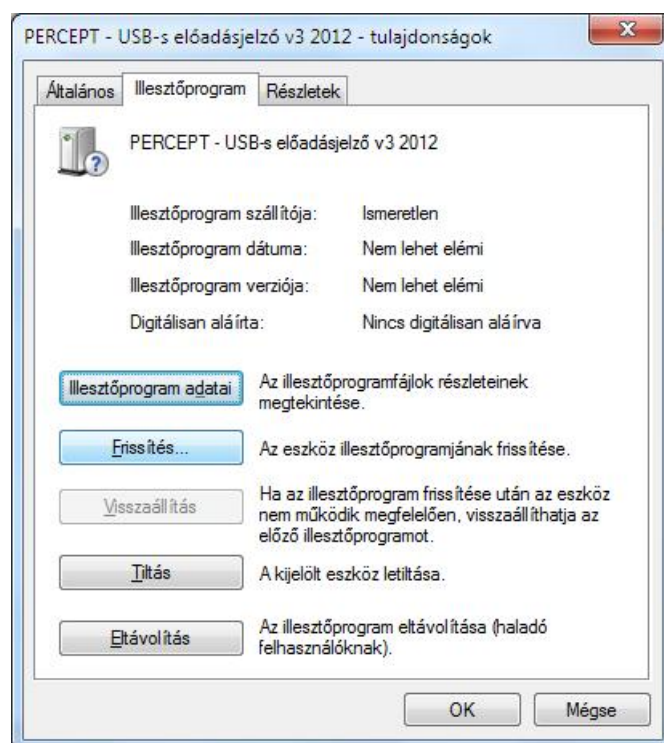 PERCEPT - USB-s előadásjelző v3 2012 - tulajdonságok
Általános
Illesztőprogram
Részletek
PERCEPT - USB-s előadásjelző v3 2012
Illesztőprogram szállítója: Ismeretlen
Illesztőprogram dátuma: Nem lehet elérni
Illesztőprogram verziója: Nem lehet elérni
Digitálisan aláírta: Nincs digitálisan aláírva
Illesztőprogram adatai
Az illesztőprogramfájlok részleteinek
megtekintése.
Frissítés...
Az eszköz illesztőprogramjának frissítése.
Visszaállítás
Ha az illesztőprogram frissítése után az eszköz
nem működik megfelelően, visszaállíthatja az
előző illesztőprogramot.
Tiltás
A kijelölt eszköz letiltása.
Eltávolítás
Az illesztőprogram eltávolítása (haladó
felhasználóknak).
OK
Mégse